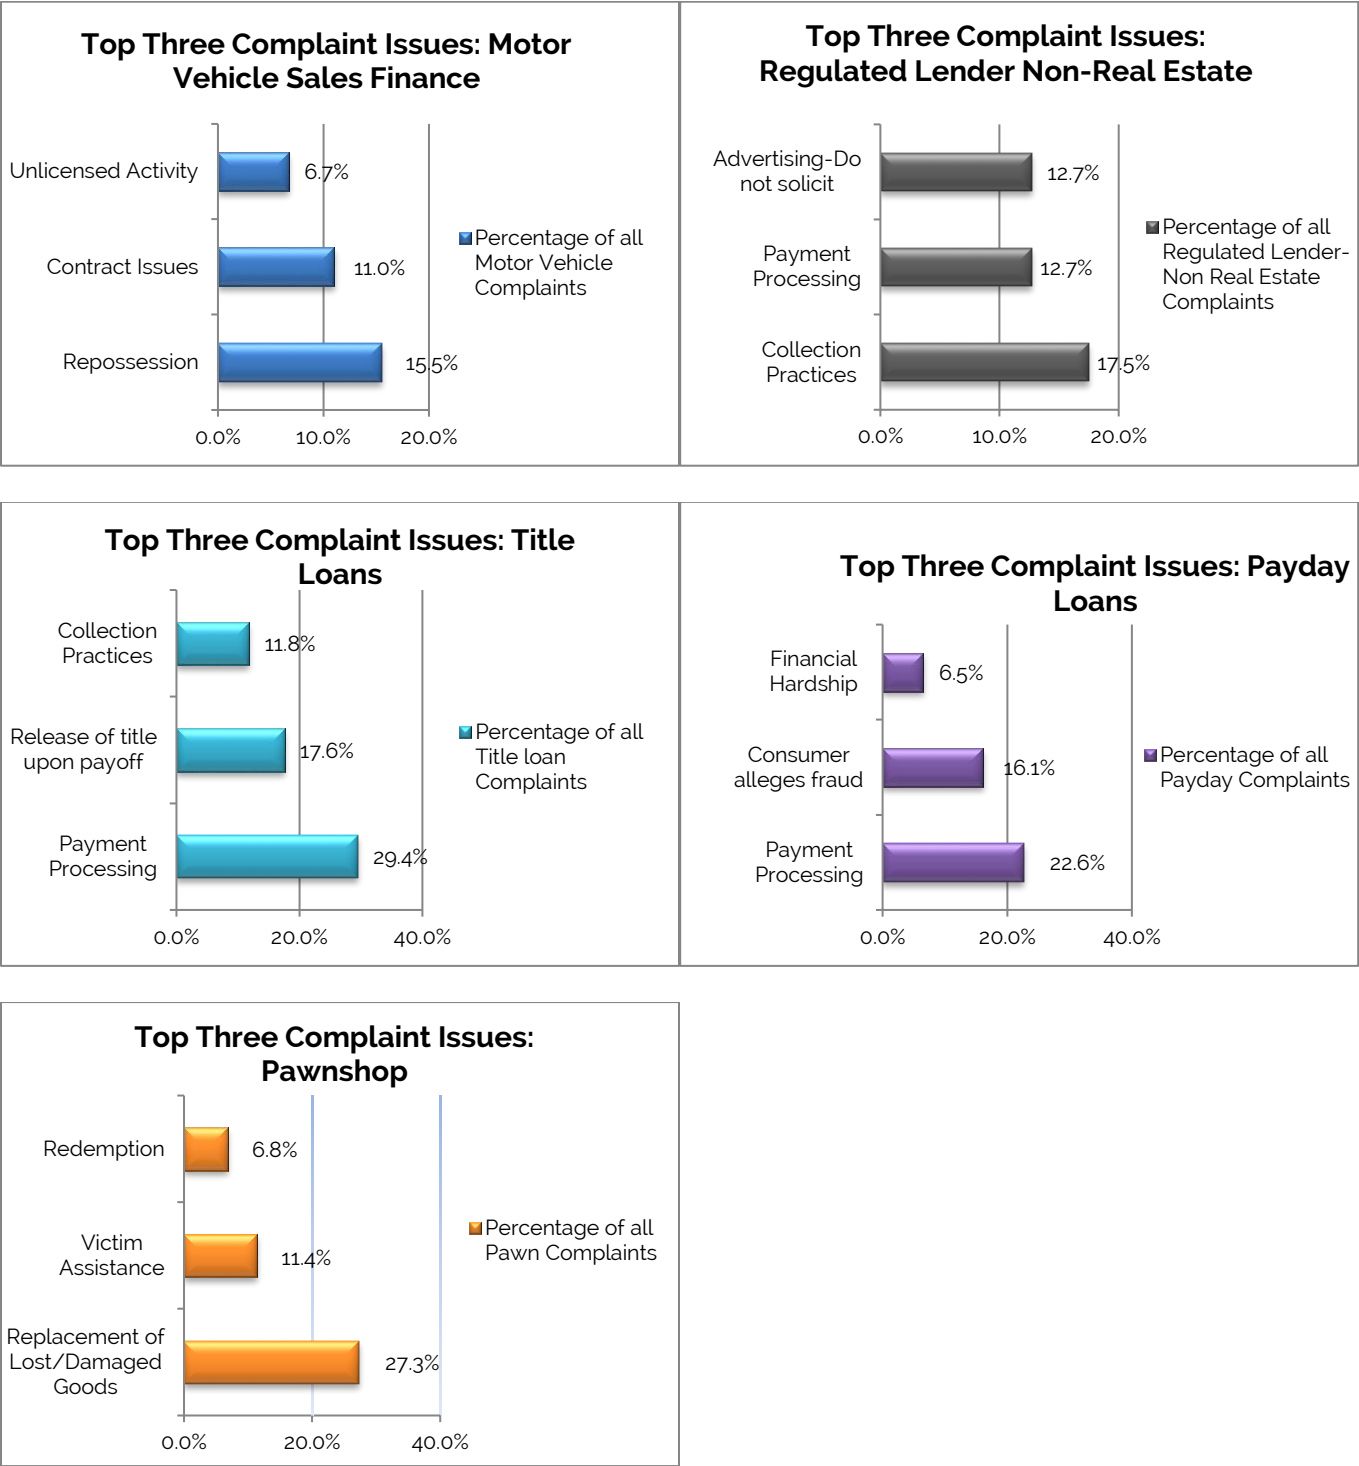 Top Three Complaint Issues: Motor
Vehicle Sales Finance
Unlicensed Activity
6.7%
Contract Issues
11.0%
Repossession
15.5%
0.0%
10.0%
20.0%
Percentage of all
Motor Vehicle
Complaints
Top Three Complaint Issues:
Regulated Lender Non-Real Estate
Advertising-Do
not solicit
12.7%
Payment
Processing
12.7%
Collection
Practices
17.5%
0.0%
10.0%
20.0%
Percentage of all
Regulated Lender-
Non Real Estate
Complaints
Top Three Complaint Issues: Title
Loans
Collection
Practices
11.8%
Release of title
upon payoff
17.6%
Payment
Processing
29.4%
0.0%
20.0%
40.0%
Percentage of all
Title loan
Complaints
Top Three Complaint Issues: Payday
Loans
Financial
Hardship
6.5%
Consumer
alleges fraud
16.1%
Payment
Processing
22.6%
0.0%
20.0%
40.0%
Percentage of all
Payday Complaints
Top Three Complaint Issues:
Pawnshop
Redemption
6.8%
Victim
Assistance
11.4%
Replacement of
Lost/Damaged
Goods
27.3%
0.0%
20.0%
40.0%
Percentage of all
Pawn Complaints